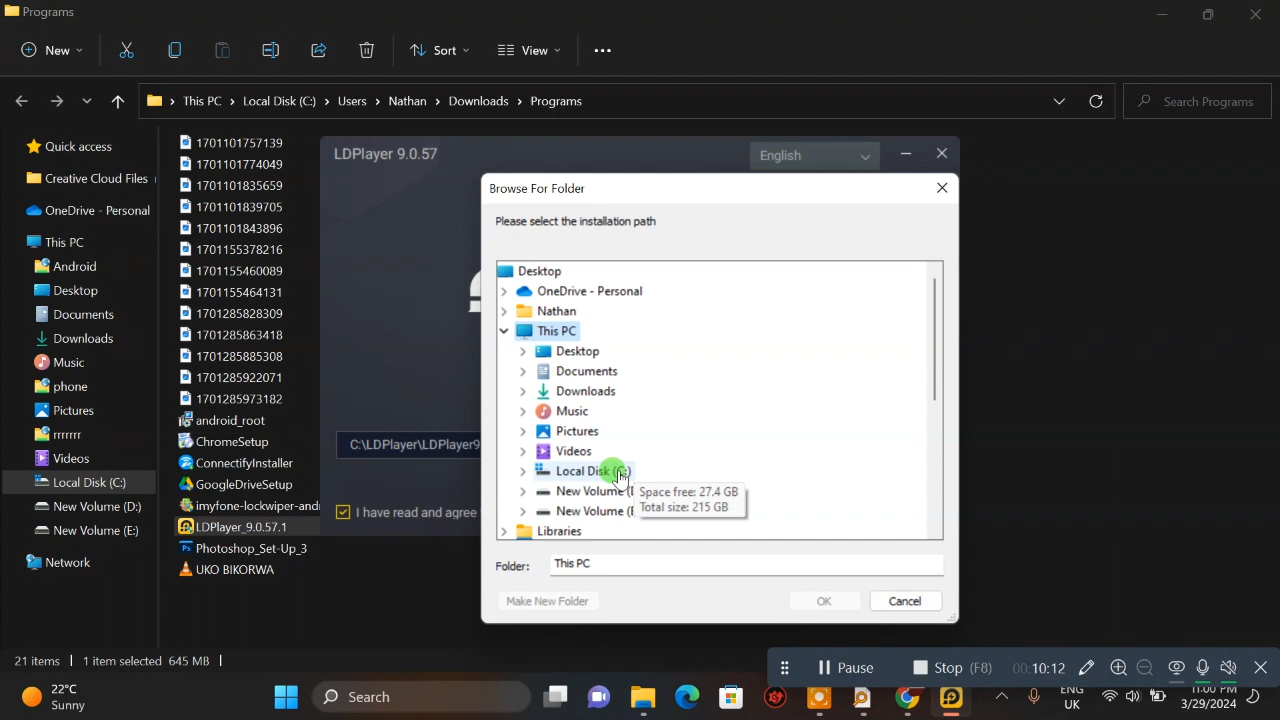 Programs
New
Sort
View
This PC > Local Disk (C:) > Users > Nathan > Downloads > Programs
Search Programs
Quick access
Creative Cloud Files
OneDrive - Personal
This PC
Android
Desktop
Documents
Downloads
Music
phone
Pictures
rrrrrr
Videos
Local Disk (C:)
New Volume (D:)
New Volume (E:)
Network
1701101757139
1701101774049
1701101835659
1701101839705
1701101843896
1701155378216
1701155460089
1701155464131
1701285828309
1701285863418
1701285885308
1701285922071
1701285973182
android_root
ChromeSetup
ConnectifyInstaller
GoogleDriveSetup
imyfone-lockwiper-and
LDPlayer_9.0.57.1
Photoshop_Set-Up_3
UKO BIKORWA
LDPlayer 9.0.57
English
C:\LDPlayer\LDPlayer9
I have read and agree
Browse For Folder
Please select the installation path
Desktop
OneDrive - Personal
Nathan
This PC
Desktop
Documents
Downloads
Music
Pictures
Videos
Local Disk (C:)
New Volume
New Volume
Libraries
Space free: 27.4 GB
Total size: 215 GB
Folder: This PC
Make New Folder
OK
Cancel
21 items
1 item selected 645 MB
Pause
Stop (F8)
00:10:12
22°C
Sunny
Search
ENG
UK
11:00 PM
3/29/2024